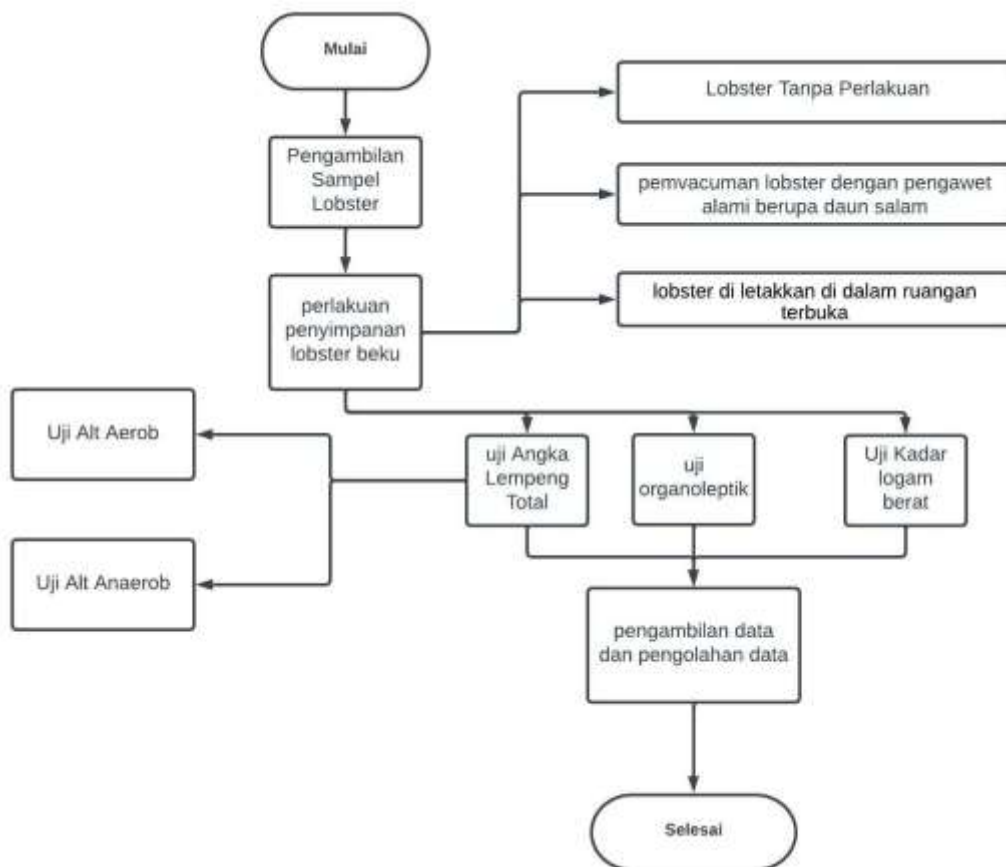 Mulai
Pengambilan
Sampel
Lobster
perlakuan
penyimpanan
lobster beku
Lobster Tanpa Perlakuan
pemvacuman lobster dengan pengawet
alami berupa daun salam
lobster di letakkan di dalam ruangan
terbuka
uji Angka
Lempeng
Total
uji
organoleptik
Uji Kadar
logam
berat
Uji Alt Aerob
Uji Alt Anaerob
pengambilan data
dan pengolahan data
Selesai